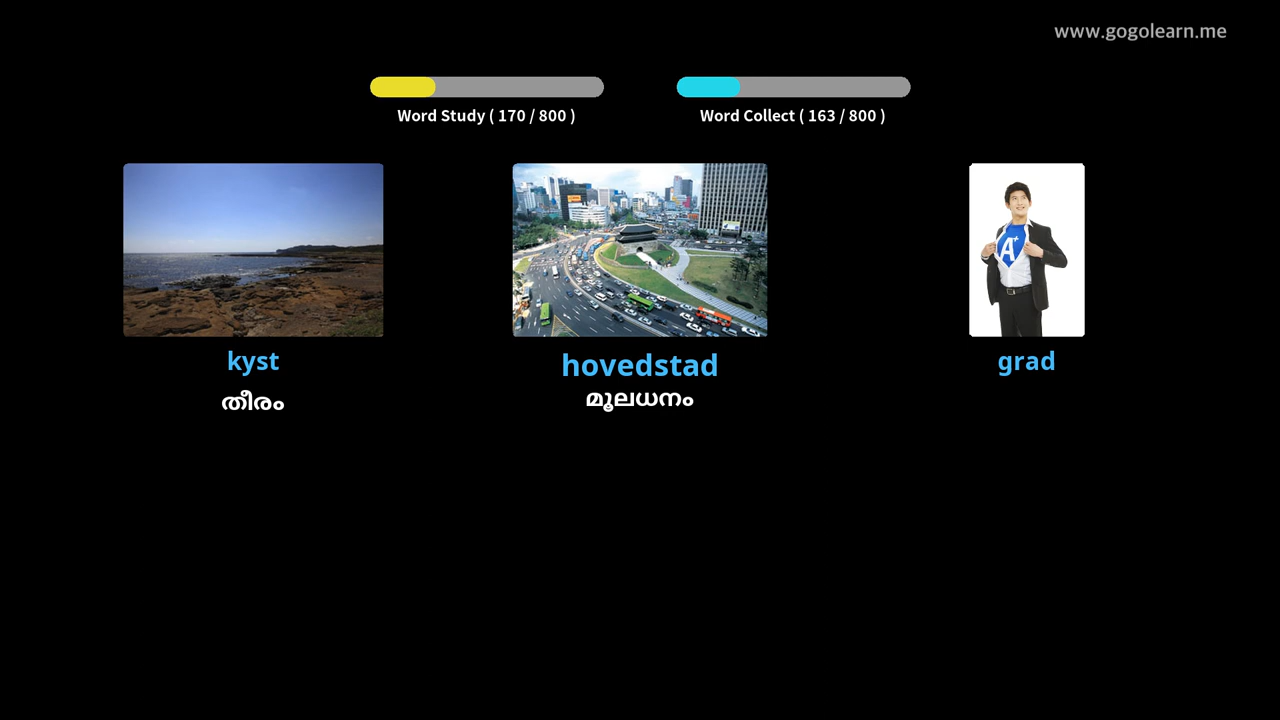 www.gogolearn.me
Word Study ( 170 / 800 )
Word Collect ( 163 / 800 )
A+
kyst
hovedstad
grad
തീരം
മൂലധനം